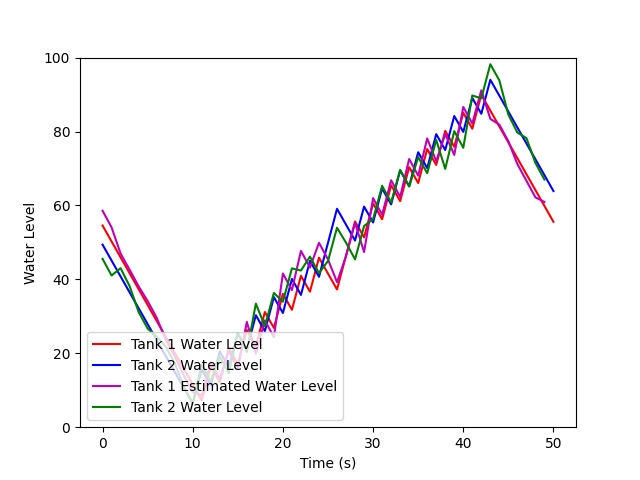 100
80
60
40
20
0
Water Level
Tank 1 Water Level
Tank 2 Water Level
Tank 1 Estimated Water Level
Tank 2 Water Level
0 10 20 30 40 50
Time (s)